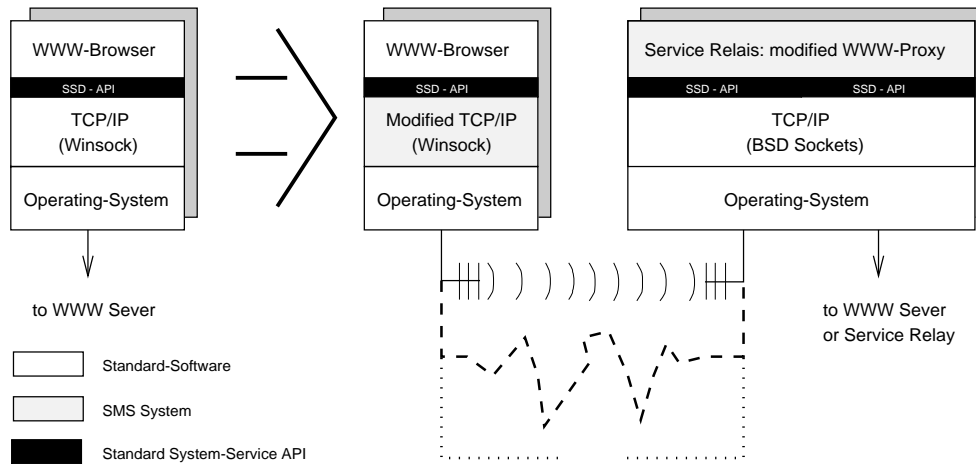 WWW-Browser
SSD - API
TCP/IP
(Winsock)
Operating-System
to WWW Sever
WWW-Browser
SSD - API
Modified TCP/IP
(Winsock)
Operating-System
Service Relais: modified WWW-Proxy
SSD - API SSD - API
TCP/IP
(BSD Sockets)
Operating-System
to WWW Sever
or Service Relay
Standard-Software
SMS System
Standard System-Service API